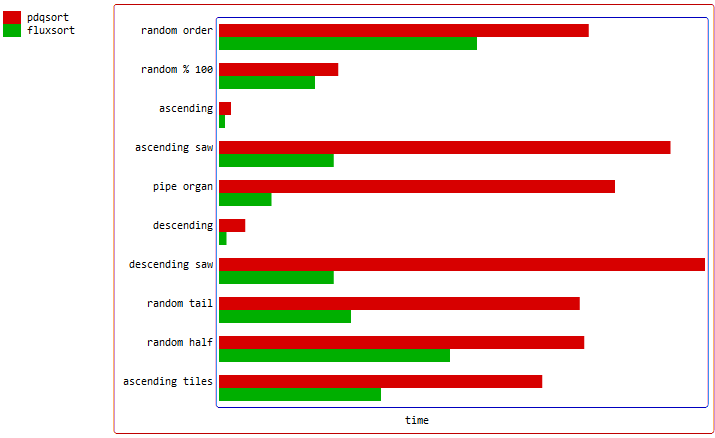 pdqsort
fluxsort
random order
random % 100
ascending
ascending saw
pipe organ
descending
descending saw
random tail
random half
ascending tiles
time